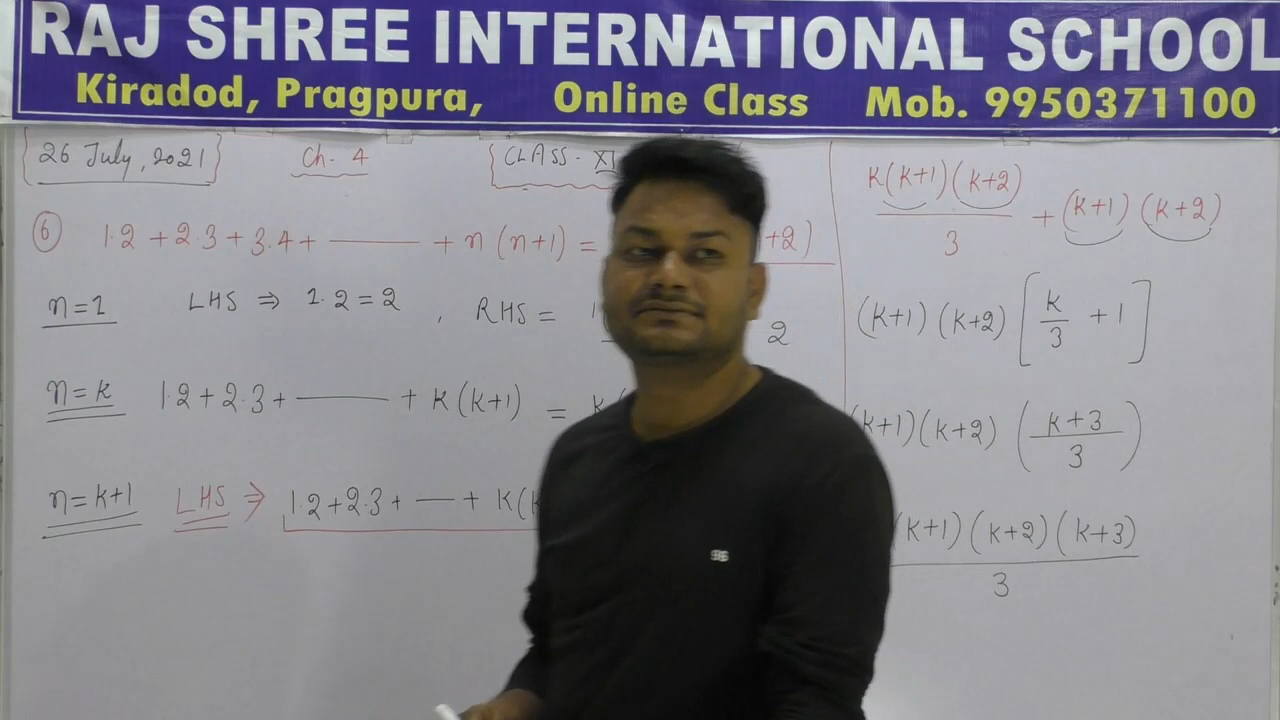 RAJ SHREE INTERNATIONAL SCHOOL
Kiradod, Pragpura, Online Class Mob. 9950371100
26 July, 2021 Ch. 4 CLASS - XI
6 1.2 + 2.3 + 3.4 + —— + n (n+1) = +2)
n=1 LHS ⇒ 1.2 = 2 , RHS = 2
n=k 1.2 + 2.3 + —— + k (k+1) = k
n=k+1 LHS ⇒ 1.2 + 2.3 + — + k(k
k(k+1)(k+2)/3 + (k+1)(k+2)
(k+1)(k+2)[k/3 + 1]
k+1)(k+2)(k+3/3)
(k+1)(k+2)(k+3)/3